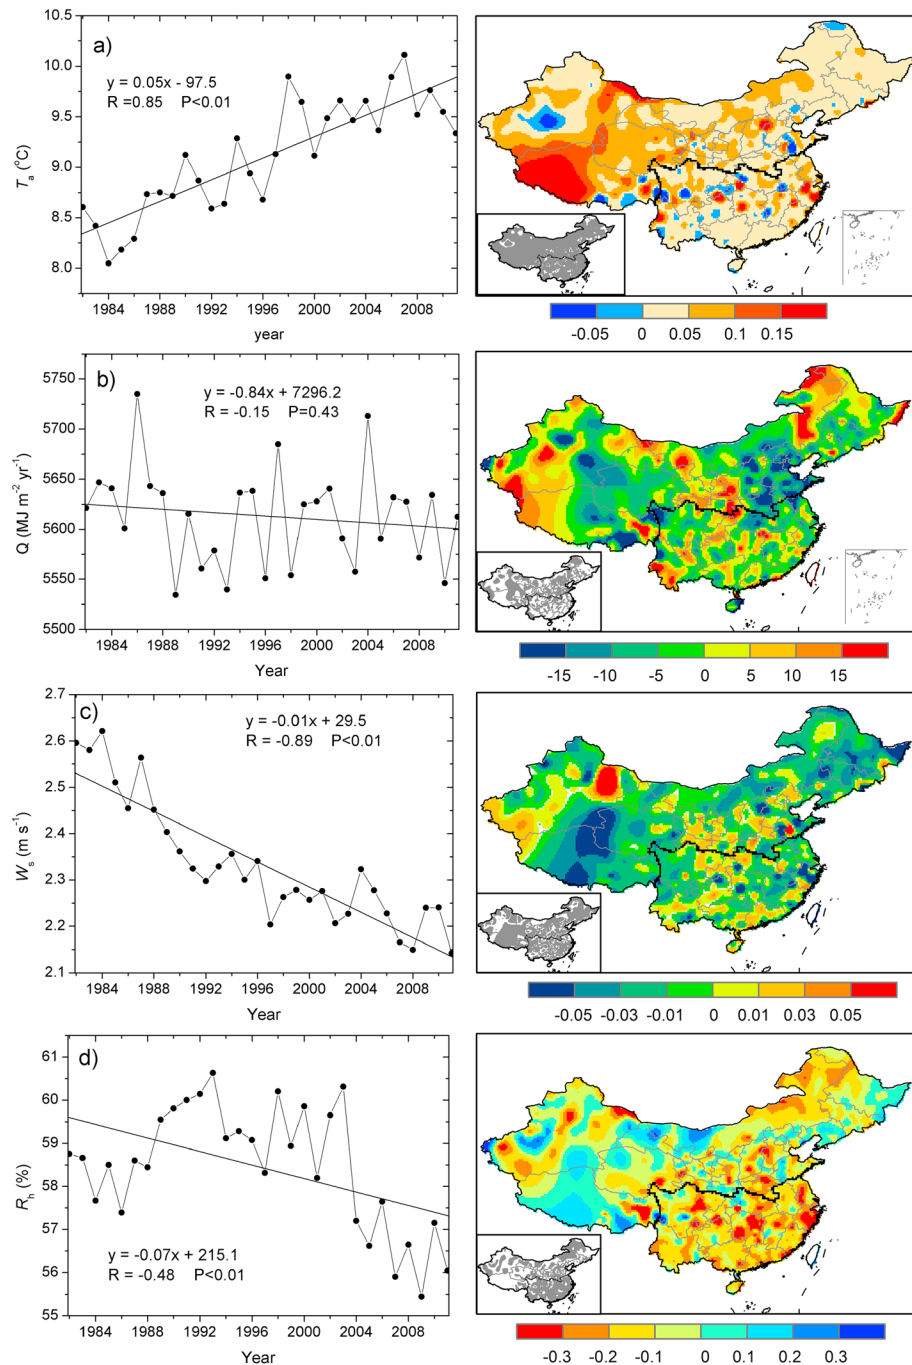 a)
y = 0.05x - 97.5
R =0.85 P<0.01
Ta (°C)
10.5
10.0
9.5
9.0
8.5
8.0
1984 1988 1992 1996 2000 2004 2008
year
-0.05 0 0.05 0.1 0.15
b)
y = -0.84x + 7296.2
R = -0.15 P=0.43
Q (MJ m-2 yr-1)
5750
5700
5650
5600
5550
5500
1984 1988 1992 1996 2000 2004 2008
Year
-15 -10 -5 0 5 10 15
c)
y = -0.01x + 29.5
R = -0.89 P<0.01
Ws (m s-1)
2.7
2.6
2.5
2.4
2.3
2.2
2.1
1984 1988 1992 1996 2000 2004 2008
Year
-0.05 -0.03 -0.01 0 0.01 0.03 0.05
d)
y = -0.07x + 215.1
R = -0.48 P<0.01
Rh (%)
61
60
59
58
57
56
55
1984 1988 1992 1996 2000 2004 2008
Year
-0.3 -0.2 -0.1 0 0.1 0.2 0.3